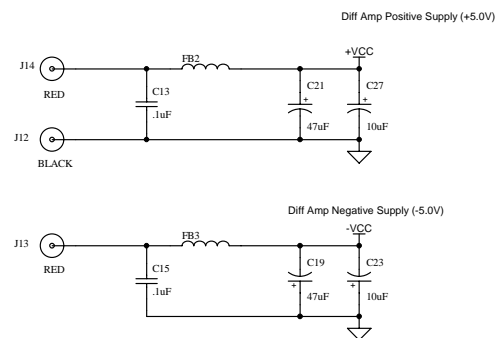 Diff Amp Positive Supply (+5.0V)
+VCC
J14
FB2
RED
C13
.1uF
C21
+
47uF
C27
+
10uF
J12
BLACK
Diff Amp Negative Supply (-5.0V)
-VCC
J13
FB3
RED
C15
.1uF
C19
+
47uF
C23
+
10uF